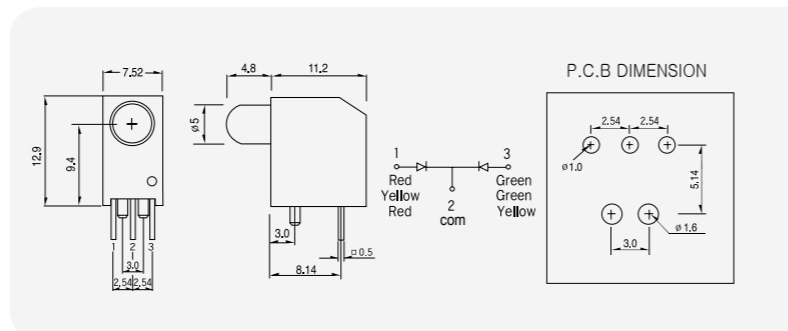 7.52
12.9
9.4
1 2 3
3.0
2.54 2.54
4.8 11.2
ø5
3.0
□0.5
8.14
1 3
Red Green
Yellow Green
Red Yellow
2
com
P.C.B DIMENSION
2.54 2.54
ø1.0
5.14
ø1.6
3.0